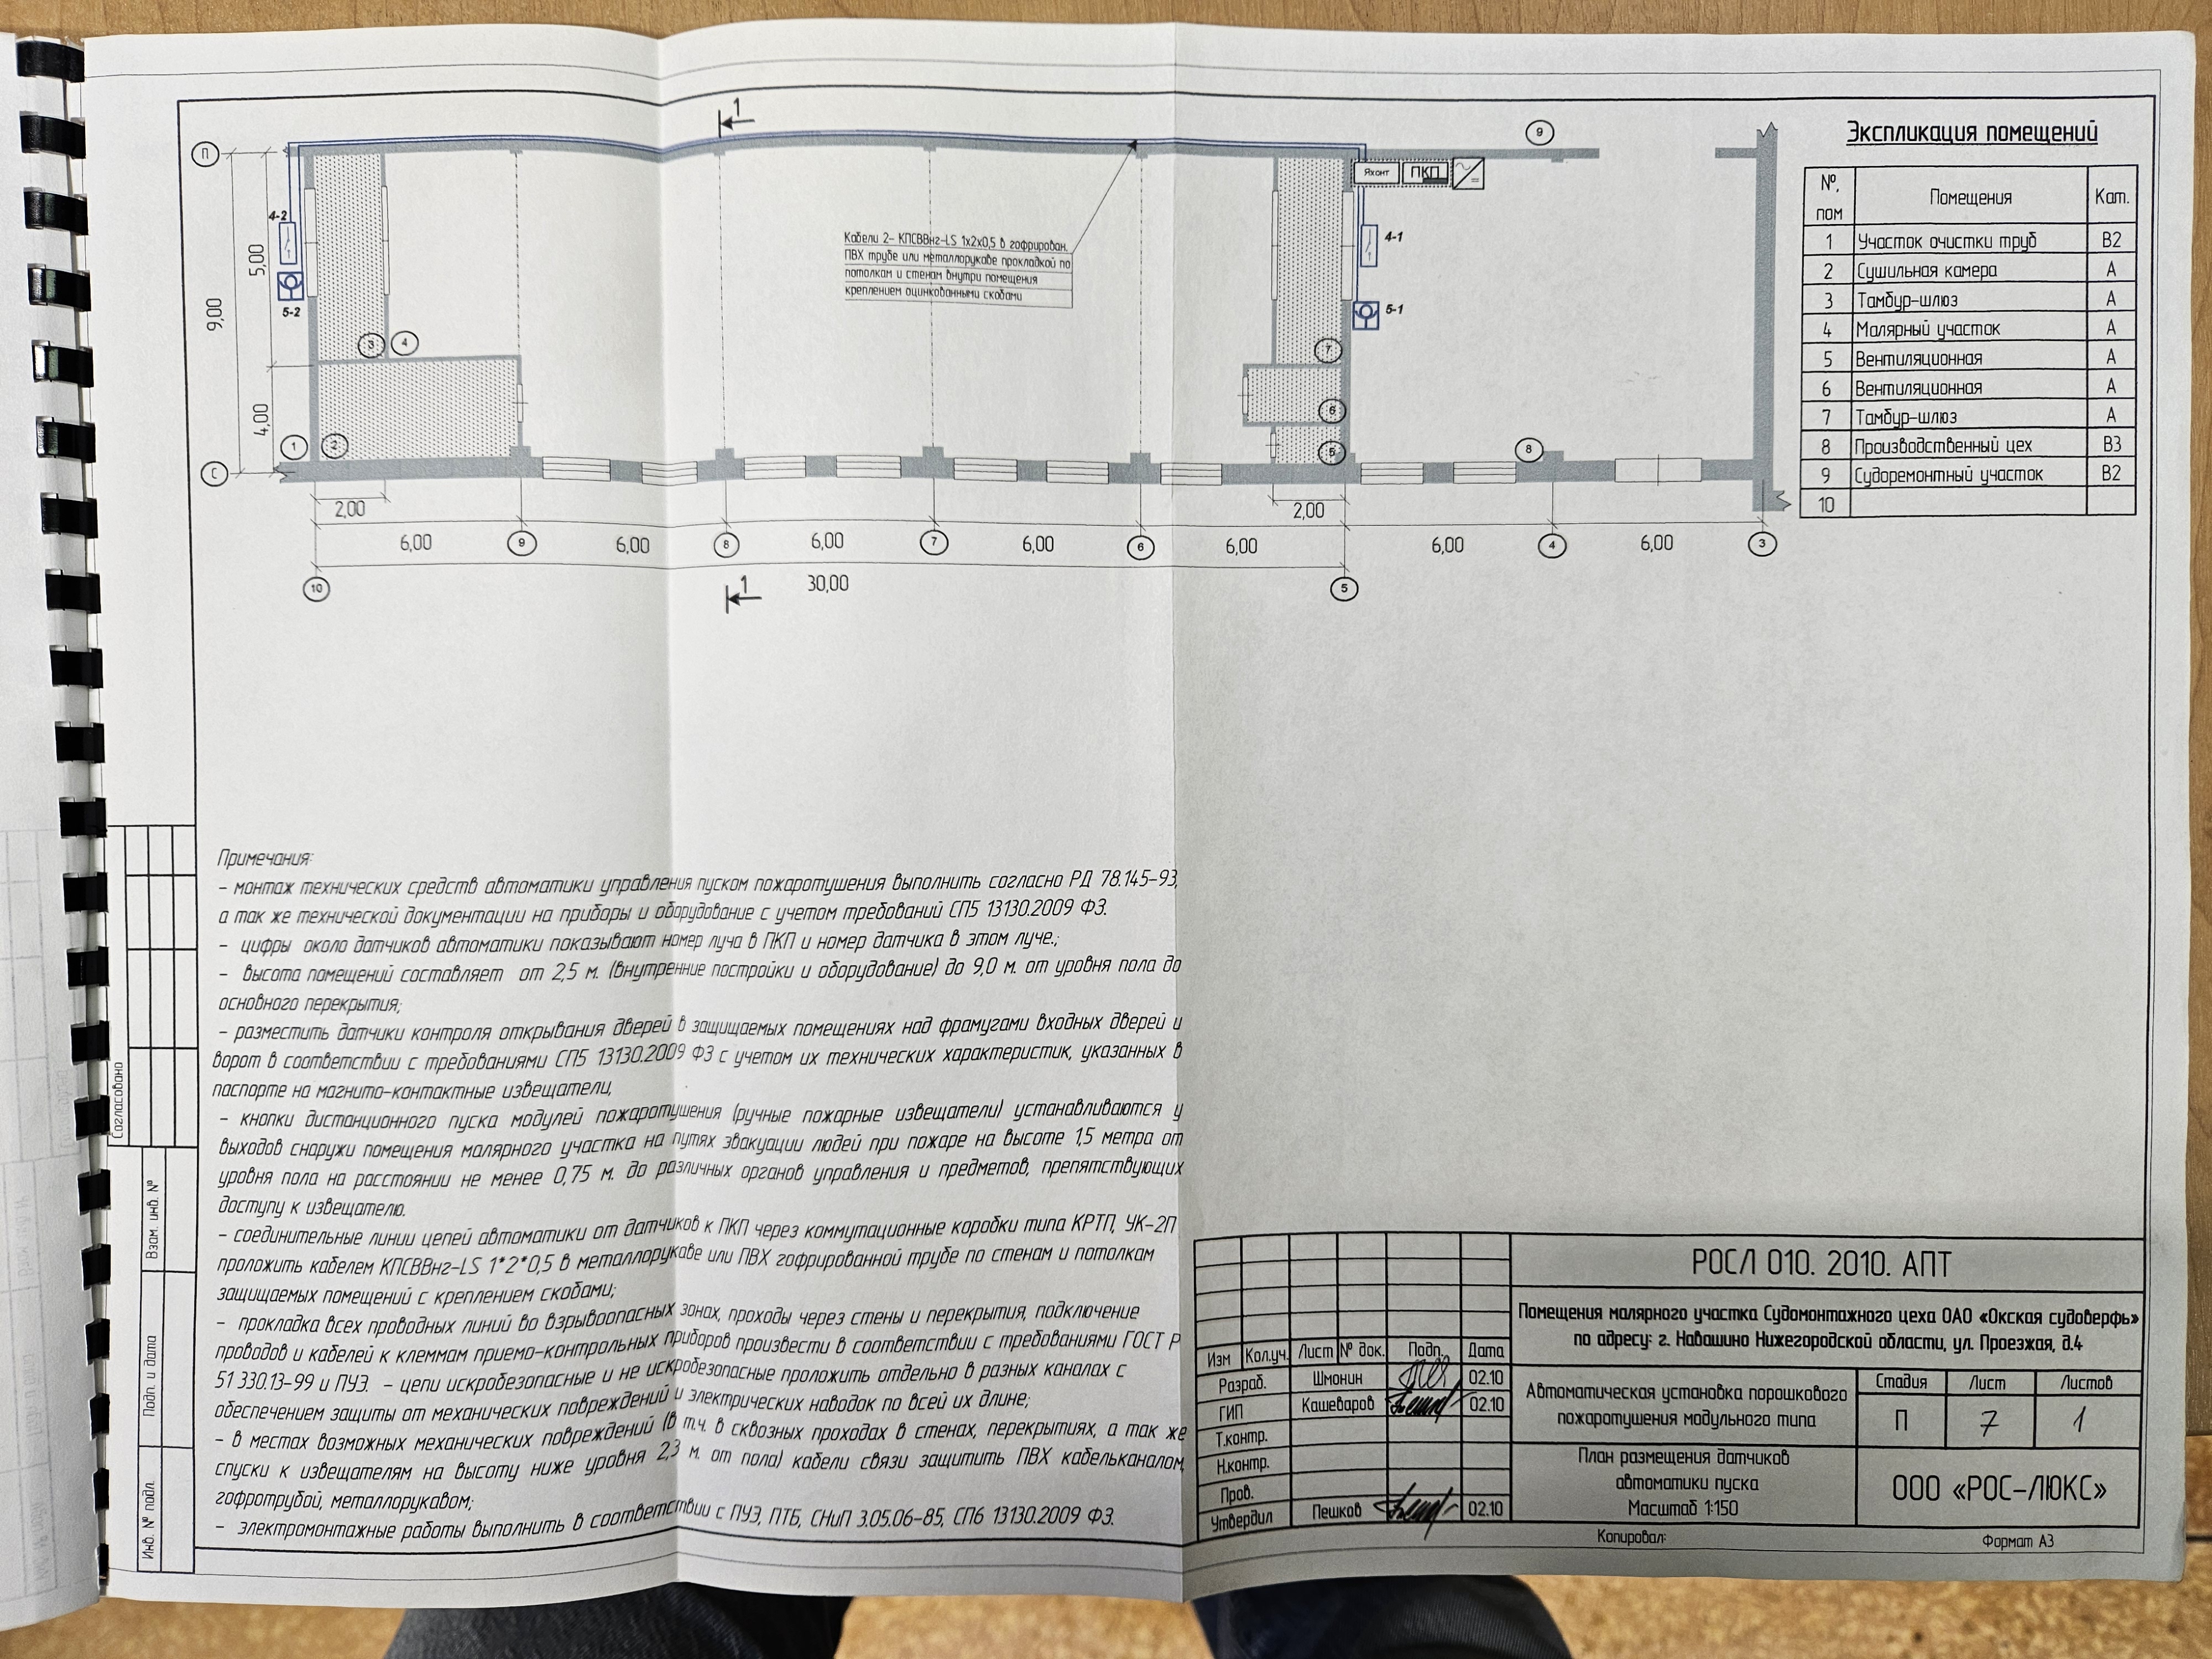 1
П
9
Экспликация помещений
№. пом
Помещения
Кат.
1 Участок очистки труб В2
2 Сушильная камера А
3 Тамбур-шлюз А
4 Малярный участок А
5 Вентиляционная А
6 Вентиляционная А
7 Тамбур-шлюз А
8 Производственный цех В3
9 Судоремонтный участок В2
10
Яхонт ПКП
4-2
4-1
5-2
5-1
Кабели 2- КПСВВнг-LS 1х2х0,5 в гофрирован.
ПВХ трубе или металлорукаве прокладкой по
потолкам и стенам внутри помещения
креплением оцинкованными скобами
9,00
5,00
4,00
3 4 7
6
1 2 5 8
С
2,00 2,00
6,00 9 6,00 8 6,00 7 6,00 6 6,00 6,00 4 6,00 3
10 1 30,00 5
Примечания:
- монтаж технических средств автоматики управления пуском пожаротушения выполнить согласно РД 78.145-93,
а так же технической документации на приборы и оборудование с учетом требований СП5 13130.2009 ФЗ.
- цифры около датчиков автоматики показывают номер луча в ПКП и номер датчика в этом луче.;
- высота помещений составляет от 2,5 м. (внутренние постройки и оборудование) до 9,0 м. от уровня пола до
основного перекрытия;
- разместить датчики контроля открывания дверей в защищаемых помещениях над фрамугами входных дверей и
ворот в соответствии с требованиями СП5 13130.2009 ФЗ с учетом их технических характеристик, указанных в
паспорте на магнито-контактные извещатели,
- кнопки дистанционного пуска модулей пожаротушения (ручные пожарные извещатели) устанавливаются у
выходов снаружи помещения малярного участка на путях эвакуации людей при пожаре на высоте 1,5 метра от
уровня пола на расстоянии не менее 0,75 м. до различных органов управления и предметов, препятствующих
доступу к извещателю.
- соединительные линии цепей автоматики от датчиков к ПКП через коммутационные коробки типа КРТП, УК-2П
проложить кабелем КПСВВнг-LS 1*2*0,5 в металлорукаве или ПВХ гофрированной трубе по стенам и потолкам
защищаемых помещений с креплением скобами;
- прокладка всех проводных линий во взрывоопасных зонах, проходы через стены и перекрытия, подключение
проводов и кабелей к клеммам приемо-контрольных приборов произвести в соответствии с требованиями ГОСТ Р
51 330.13-99 и ПУЭ. - цепи искробезопасные и не искробезопасные проложить отдельно в разных каналах с
обеспечением защиты от механических повреждений и электрических наводок по всей их длине;
- в местах возможных механических повреждений (в т.ч. в сквозных проходах в стенах, перекрытиях, а так же
спуски к извещателям на высоту ниже уровня 2,3 м. от пола) кабели связи защитить ПВХ кабельканалом,
гофротрубой, металлорукавом;
- электромонтажные работы выполнить в соответствии с ПУЭ, ПТБ, СНиП 3.05.06-85, СП6 13130.2009 ФЗ.
Согласовано
Взам. инв. №
Подп. и дата
Инв. № подл.
РОСЛ 010. 2010. АПТ
Помещения малярного участка Судомонтажного цеха ОАО «Окская судоверфь»
по адресу: г. Навашино Нижегородской области, ул. Проезжая, д.4
Изм Кол.уч. Лист № док. Подп. Дата
Разраб. Шмонин 02.10
ГИП Кашеваров 02.10
Т.контр.
Н.контр.
Пров.
Утвердил Пешков 02.10
Автоматическая установка порошкового
пожаротушения модульного типа
Стадия Лист Листов
П 7 1
План размещения датчиков
автоматики пуска
Масштаб 1:150
ООО «РОС-ЛЮКС»
Копировал:
Формат А3